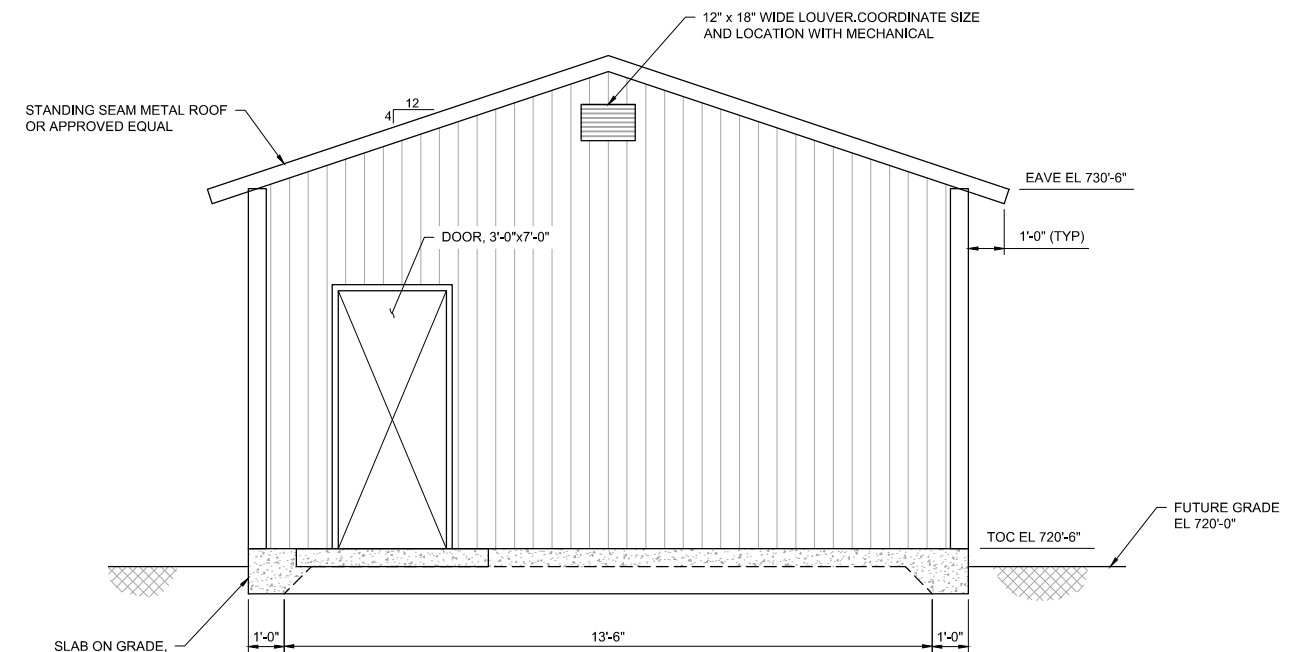 12" x 18" WIDE LOUVER.COORDINATE SIZE
AND LOCATION WITH MECHANICAL
STANDING SEAM METAL ROOF
OR APPROVED EQUAL
12
4
EAVE EL 730'-6"
DOOR, 3'-0"x7'-0"
1'-0" (TYP)
FUTURE GRADE
EL 720'-0"
TOC EL 720'-6"
1'-0"
13'-6"
1'-0"
SLAB ON GRADE,